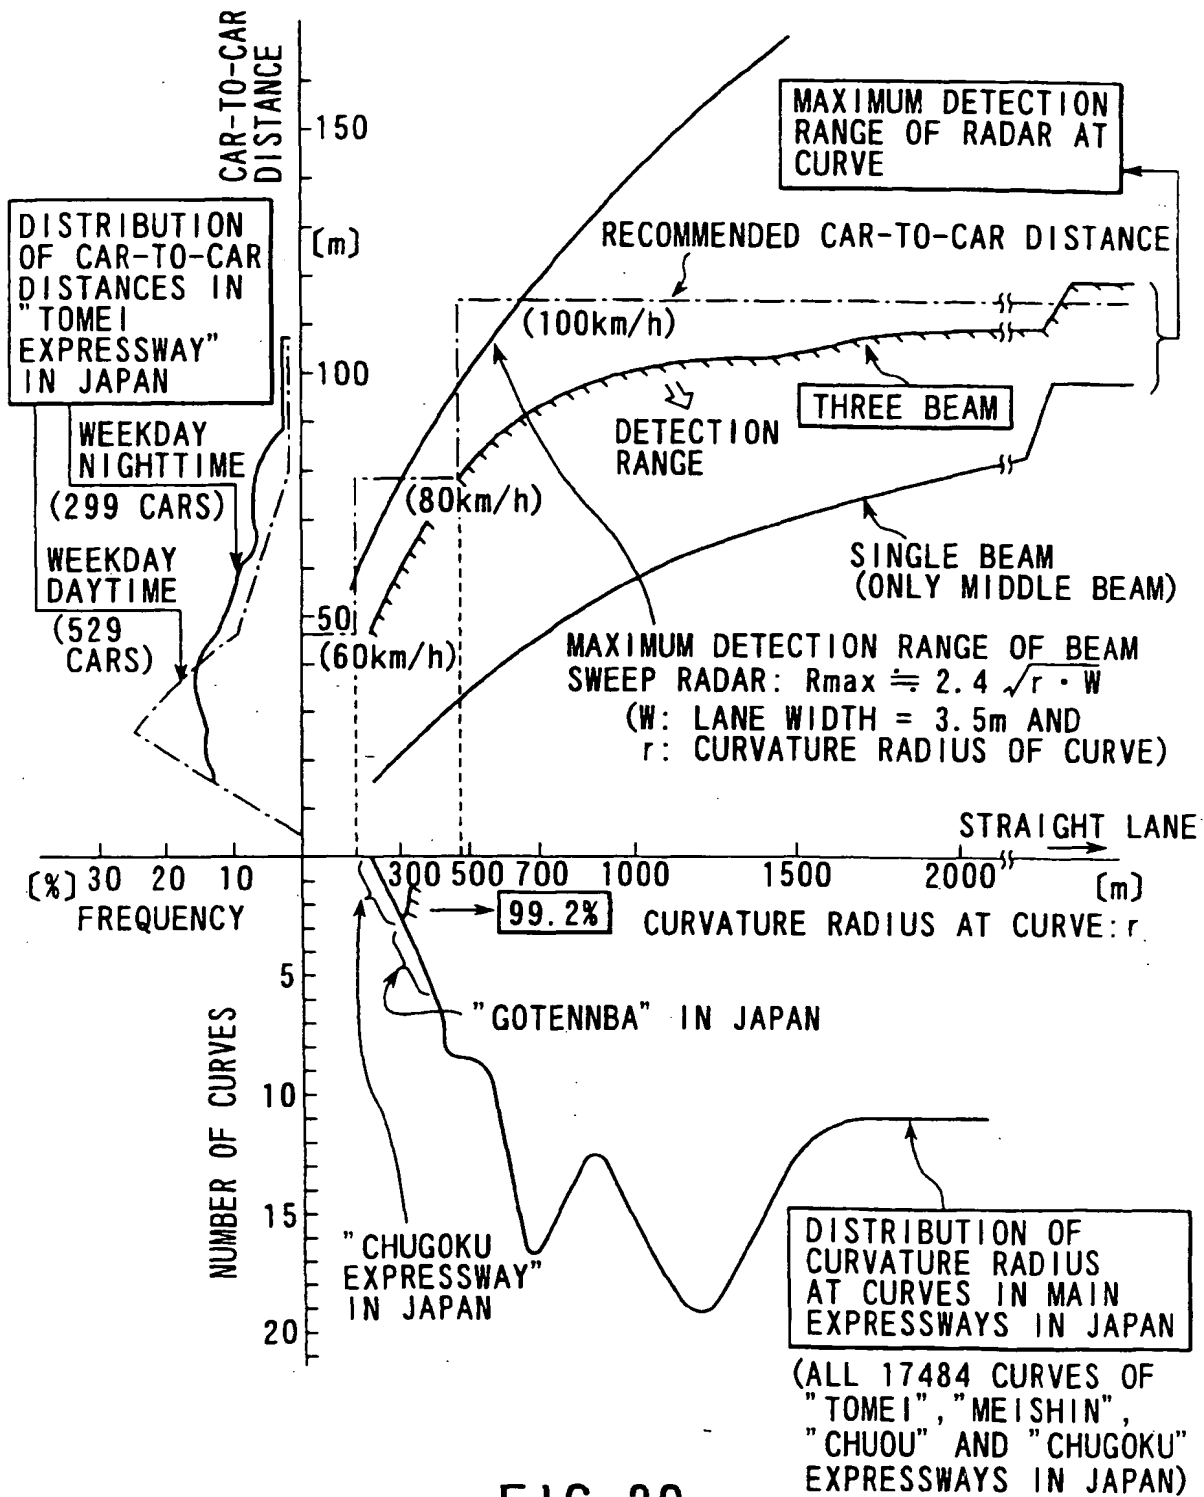 CAR-TO-CAR
DISTANCE
150
[m]
100
50
MAXIMUM DETECTION
RANGE OF RADAR AT
CURVE
DISTRIBUTION
OF CAR-TO-CAR
DISTANCES IN
"TOMEI
EXPRESSWAY"
IN JAPAN
RECOMMENDED CAR-TO-CAR DISTANCE
(100km/h)
THREE BEAM
DETECTION
RANGE
WEEKDAY
NIGHTTIME
(299 CARS)
(80km/h)
WEEKDAY
DAYTIME
(529
CARS)
SINGLE BEAM
(ONLY MIDDLE BEAM)
(60km/h)
MAXIMUM DETECTION RANGE OF BEAM
SWEEP RADAR: Rmax ≒ 2.4 √r・W
(W: LANE WIDTH = 3.5m AND
r: CURVATURE RADIUS OF CURVE)
STRAIGHT LANE
[%] 30 20 10 300 500 700 1000 1500 2000 [m]
FREQUENCY
99.2%
CURVATURE RADIUS AT CURVE:r
5
10
15
20
NUMBER OF CURVES
"GOTENNBA" IN JAPAN
"CHUGOKU
EXPRESSWAY"
IN JAPAN
DISTRIBUTION OF
CURVATURE RADIUS
AT CURVES IN MAIN
EXPRESSWAYS IN JAPAN
(ALL 17484 CURVES OF
"TOMEI","MEISHIN",
"CHUOU" AND "CHUGOKU"
EXPRESSWAYS IN JAPAN)